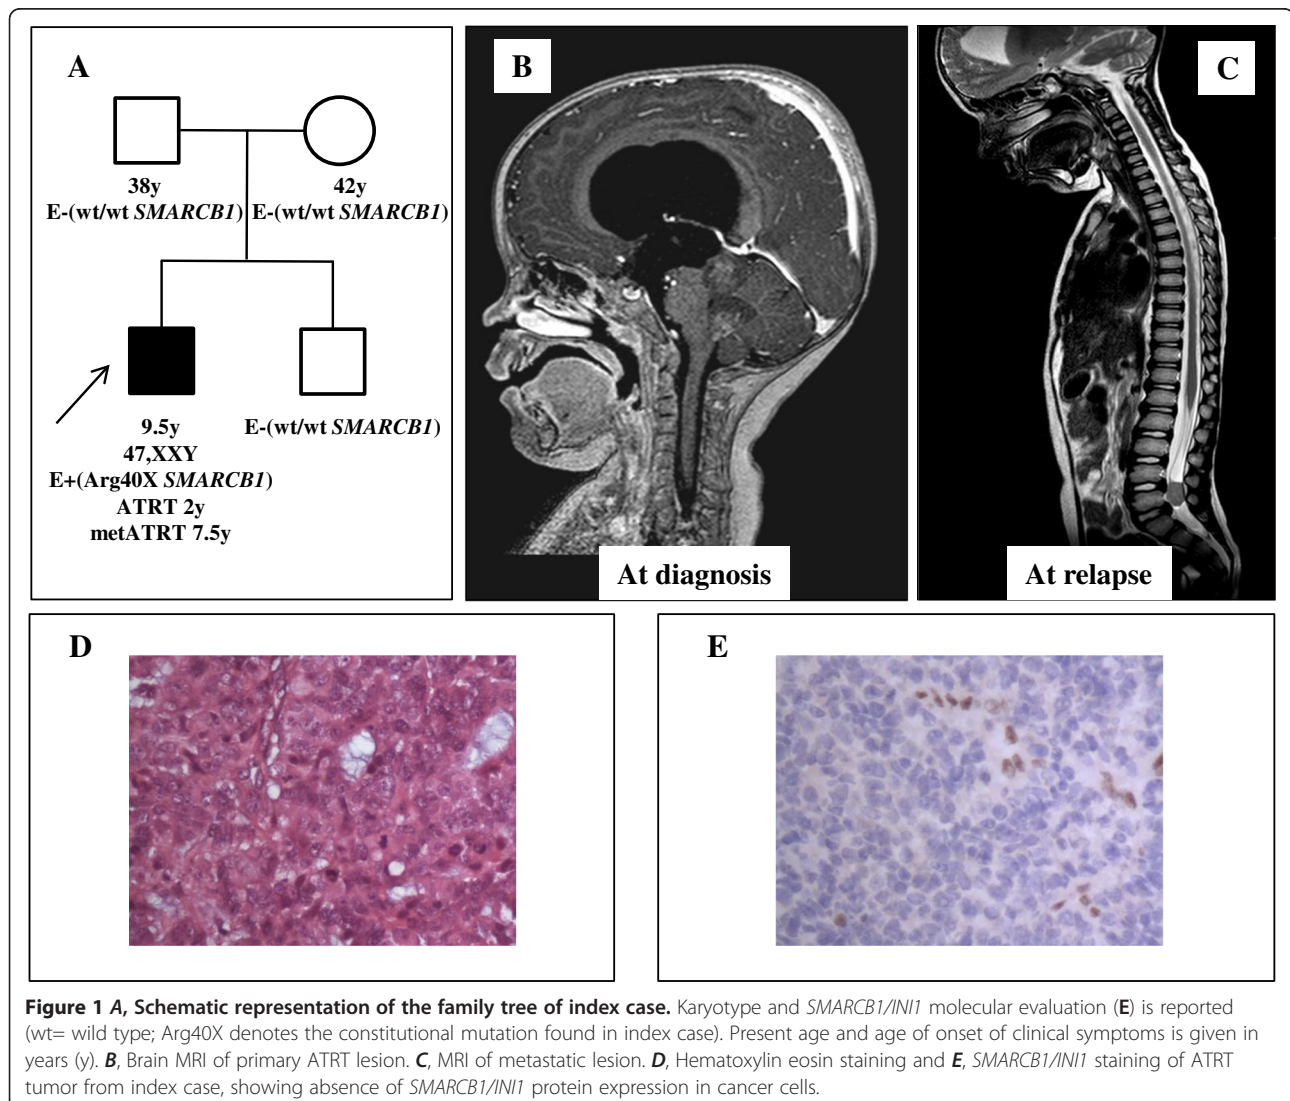 A
38y
E-(wt/wt SMARCB1)
42y
E-(wt/wt SMARCB1)
9.5y
47,XXY
E+(Arg40X SMARCB1)
ATRT 2y
metATRT 7.5y
E-(wt/wt SMARCB1)
B
At diagnosis
C
At relapse
D
E
Figure 1 A, Schematic representation of the family tree of index case. Karyotype and SMARCB1/INI1 molecular evaluation (E) is reported
(wt= wild type; Arg40X denotes the constitutional mutation found in index case). Present age and age of onset of clinical symptoms is given in
years (y). B, Brain MRI of primary ATRT lesion. C, MRI of metastatic lesion. D, Hematoxylin eosin staining and E, SMARCB1/INI1 staining of ATRT
tumor from index case, showing absence of SMARCB1/INI1 protein expression in cancer cells.